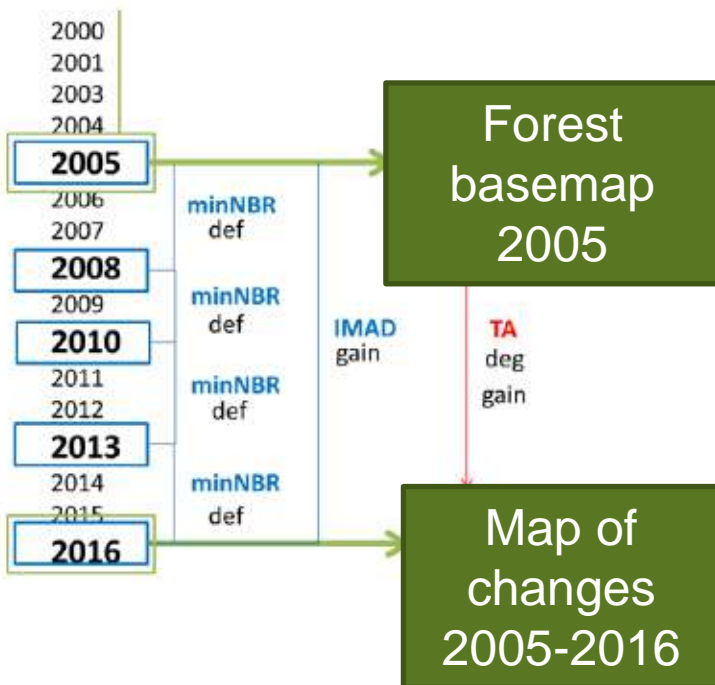 2000
2001
2003
2004
2005
2006
2007
2008
2009
2010
2011
2012
2013
2014
2015
2016
minNBR
def
minNBR
def
minNBR
def
minNBR
def
IMAD
gain
Forest
basemap
2005
TA
deg
gain
Map of
changes
2005-2016